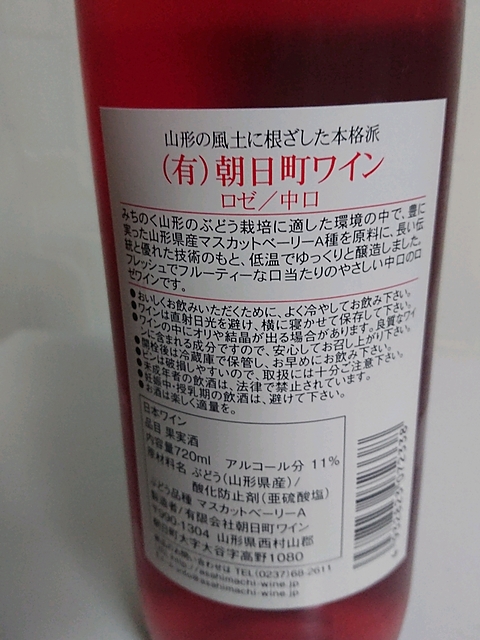 山形の風土に根ざした本格派
(有)朝日町ワイン
ロゼ／中口
みちのく山形のぶどう栽培に適した環境の中で、豊に
実った山形県産マスカットベーリーA種を原料に、長い伝
統と優れた技術のもと、低温でゆっくりと醸造しました。
フレッシュでフルーティーな口当たりのやさしい中口のロ
ゼワインです。
●おいしくお飲みいただくために、よく冷やしてお飲み下さい。
●ワインは直射日光を避け、横に寝かせて保存して下さい。
●ワインの中にオリや結晶が出る場合があります。良質なワイ
ンに含まれる成分ですので、安心してお召し上がり下さい。
●開栓後は冷蔵庫で保管し、お早めにお飲み下さい。
●ビンは破損しやすいので、取扱には十分ご注意下さい。
●未成年者の飲酒は、法律で禁止されています。
●妊娠中・授乳期の飲酒は、避けて下さい。
●お酒は楽しく適量を。
日本ワイン
品目 果実酒
内容量720ml アルコール分 11%
原材料名 ぶどう(山形県産)/
酸化防止剤(亜硫酸塩)
ぶどう品種 マスカットベーリーA
製造者/有限会社朝日町ワイン
〒990-1304 山形県西村山郡
朝日町大字大谷字高野1080
お問い合わせは TEL(0237)68-2611
asahimachi-wine.jp
info@asahimachi-wine.jp